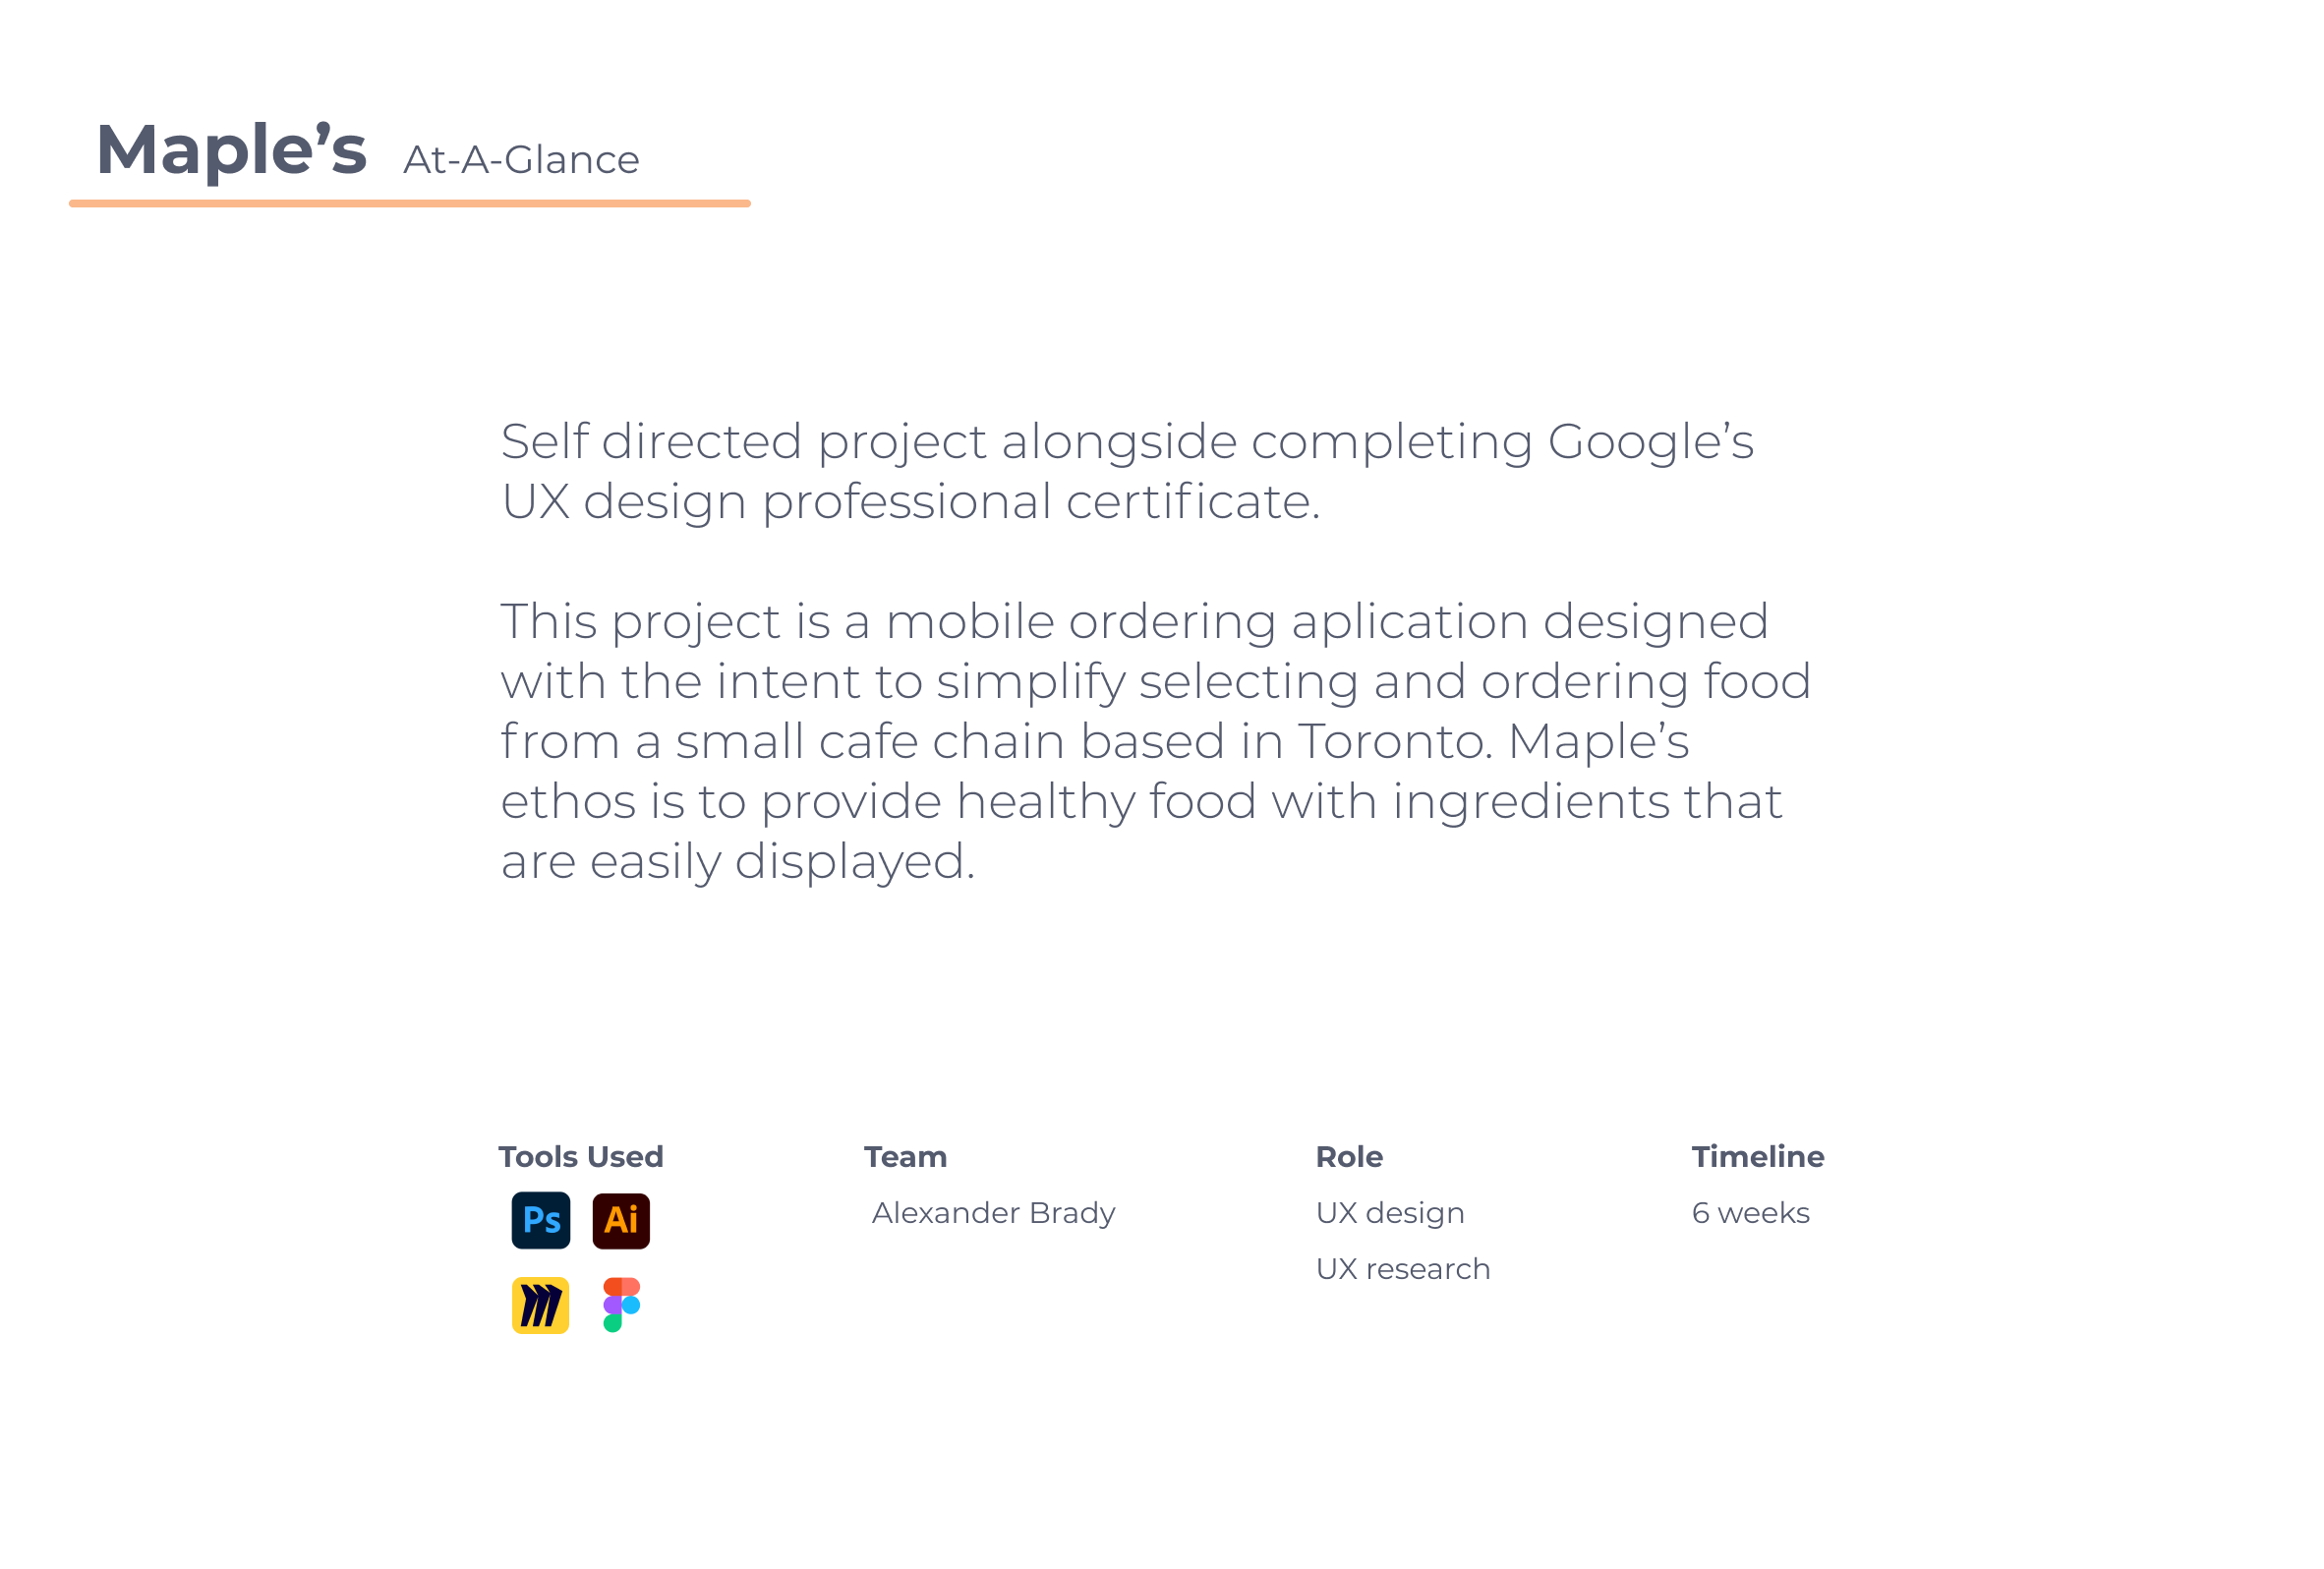 Maple’s At-A-Glance
Self directed project alongside completing Google’s
UX design professional certificate.
This project is a mobile ordering aplication designed
with the intent to simplify selecting and ordering food
from a small cafe chain based in Toronto. Maple’s
ethos is to provide healthy food with ingredients that
are easily displayed.
Tools Used
Ps Ai
Team
Alexander Brady
Role
UX design
UX research
Timeline
6 weeks